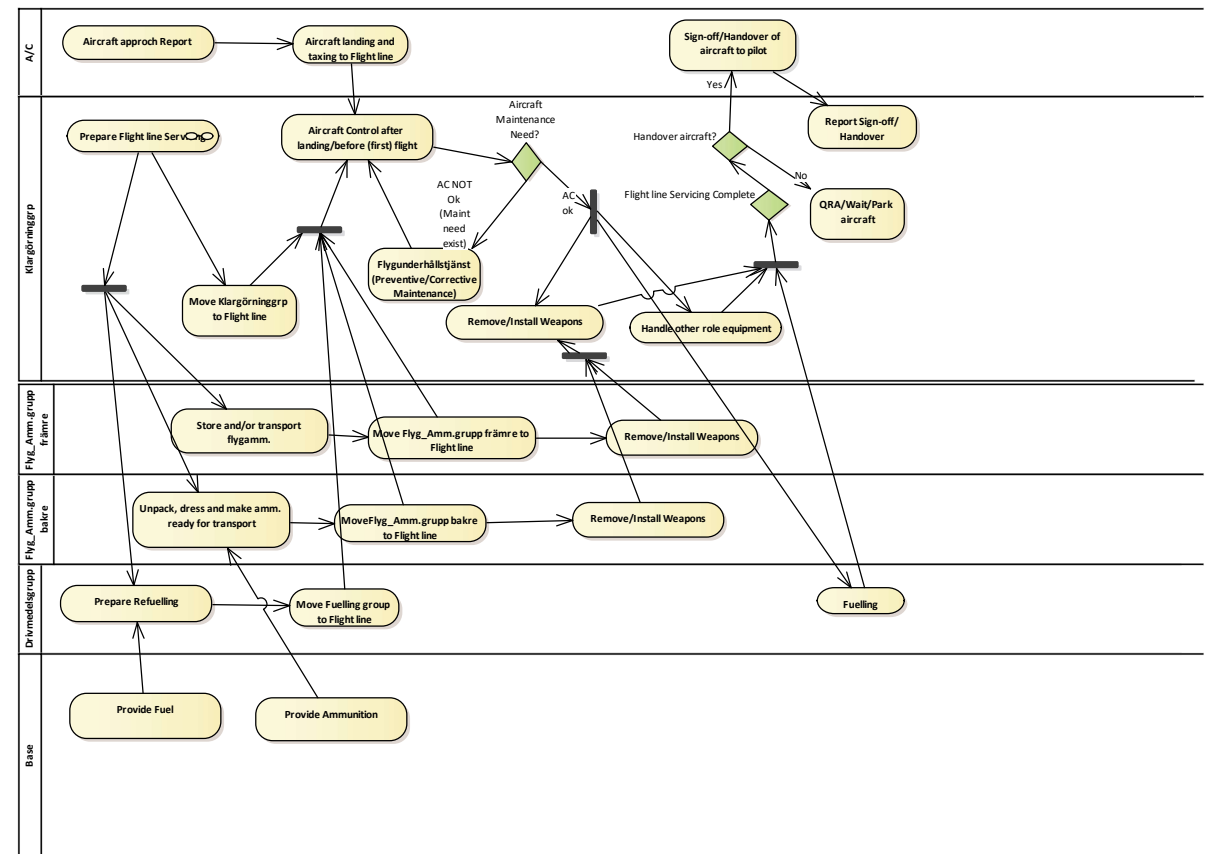 A/C
Aircraft approch Report
Aircraft landing and
taxing to Flight line
Sign-off/Handover of
aircraft to pilot
Yes
Klargörninggrp
Prepare Flight line Servicing
Aircraft Control after
landing/before (first) flight
Aircraft
Maintenance
Need?
Handover aircraft?
Report Sign-off/
Handover
No
AC NOT
Ok
(Maint
need
exist)
AC
ok
Flight line Servicing Complete
QRA/Wait/Park
aircraft
Flygunderhållstjänst
(Preventive/Corrective
Maintenance)
Move Klargörninggrp
to Flight line
Remove/Install Weapons
Handle other role equipment
Flyg_Amm.grupp
främre
Store and/or transport
flygamm.
Move Flyg_Amm.grupp främre to
Flight line
Remove/Install Weapons
Flyg_Amm.grupp
bakre
Unpack, dress and make amm.
ready for transport
MoveFlyg_Amm.grupp bakre
to Flight line
Remove/Install Weapons
Drivmedelsgrupp
Prepare Refuelling
Move Fuelling group
to Flight line
Fuelling
Base
Provide Fuel
Provide Ammunition